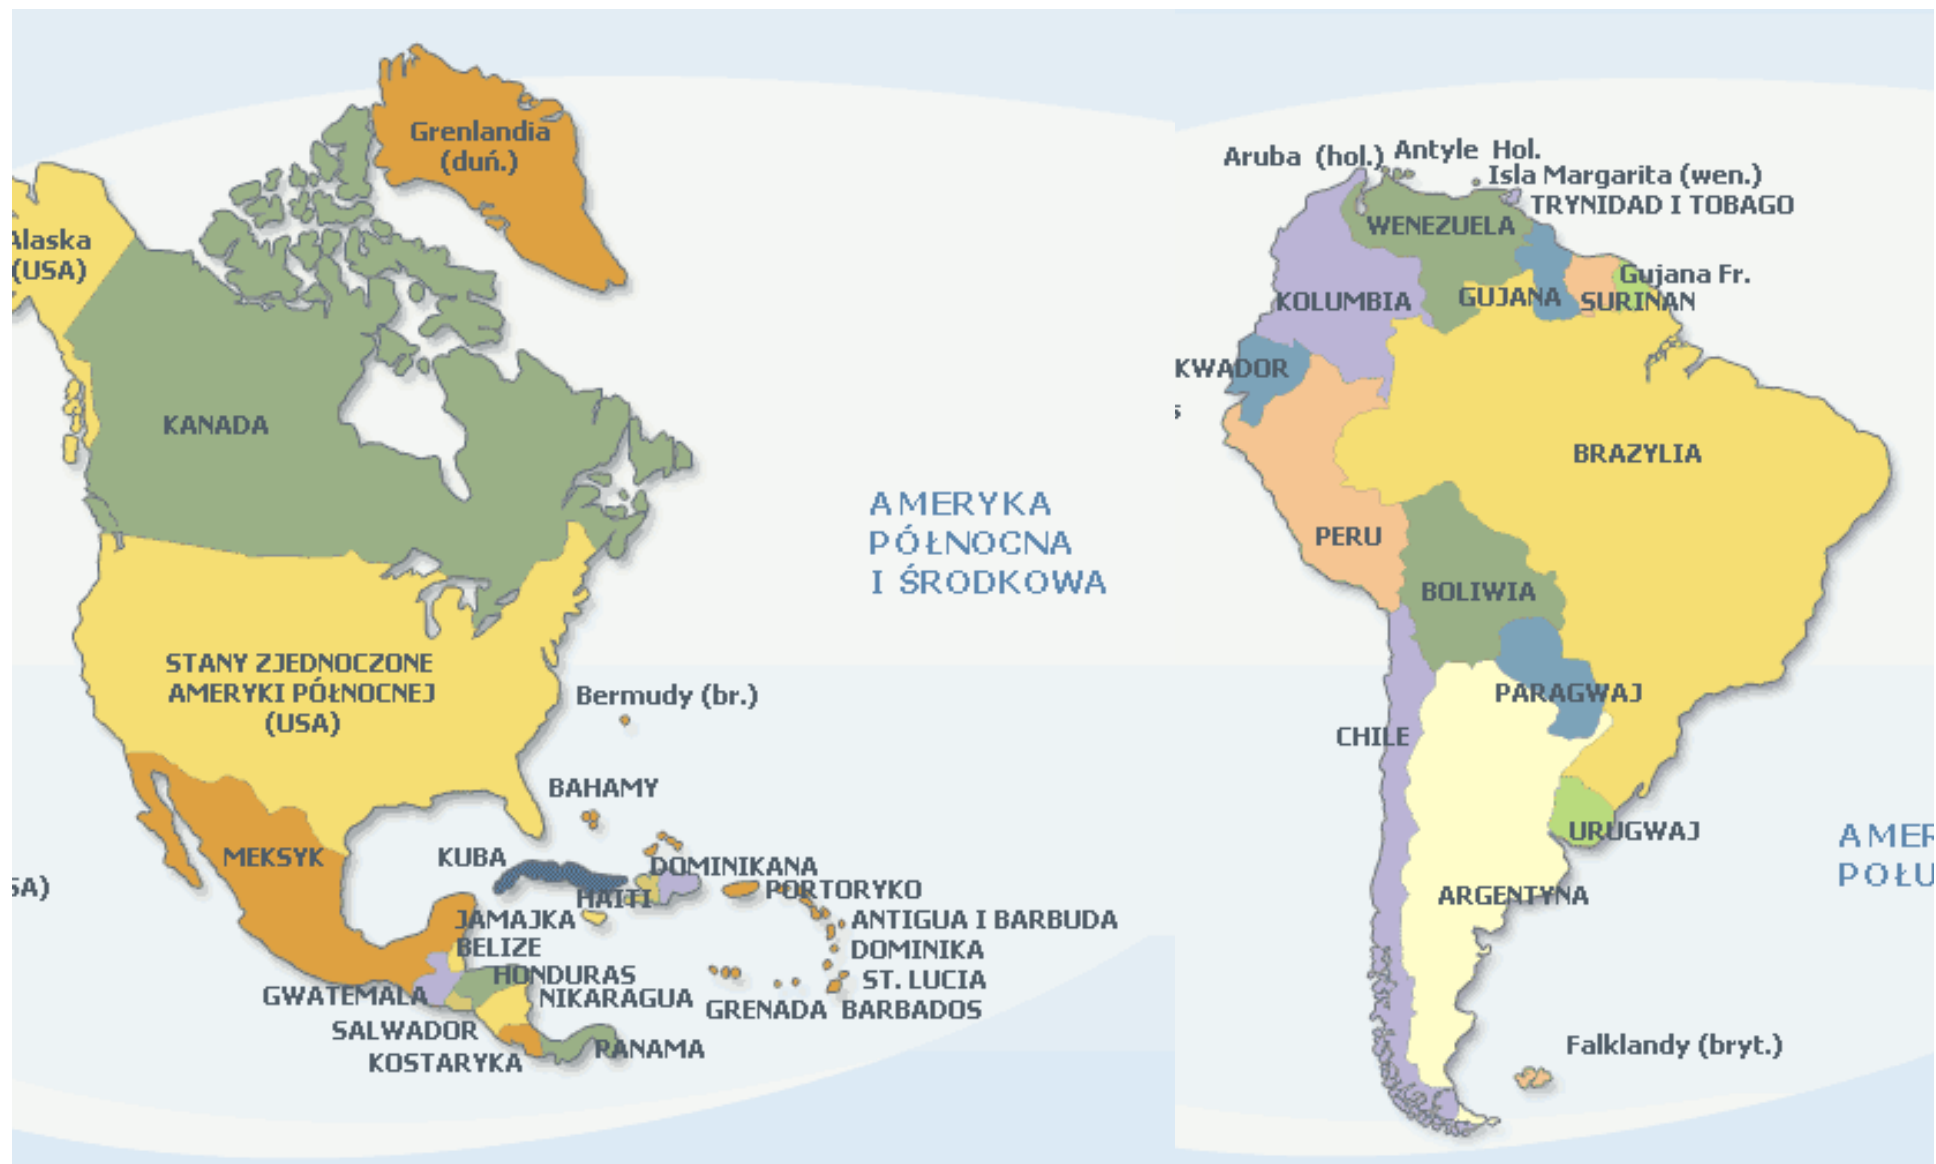 Grenlandia
(duń.)
Alaska
(USA)
KANADA
AMERYKA
PÓŁNOCNA
I ŚRODKOWA
STANY ZJEDNOCZONE
AMERYKI PÓŁNOCNEJ
(USA)
Bermudy (br.)
BAHAMY
MEKSYK
KUBA
DOMINIKANA
HAITI
PORTORYKO
JAMAJKA
ANTIGUA I BARBUDA
BELIZE
DOMINIKA
HONDURAS
ST. LUCIA
GWATEMALA
NIKARAGUA
GRENADA
BARBADOS
SALWADOR
KOSTARYKA
PANAMA
SA)
Aruba (hol.)
Antyle Hol.
Isla Margarita (wen.)
TRYNIDAD I TOBAGO
WENEZUELA
Gujana Fr.
KOLUMBIA
GUJANA
SURINAN
KWADOR
s
BRAZYLIA
PERU
BOLIWIA
PARAGWAJ
CHILE
URUGWAJ
AMER
POŁU
ARGENTYNA
Falklandy (bryt.)